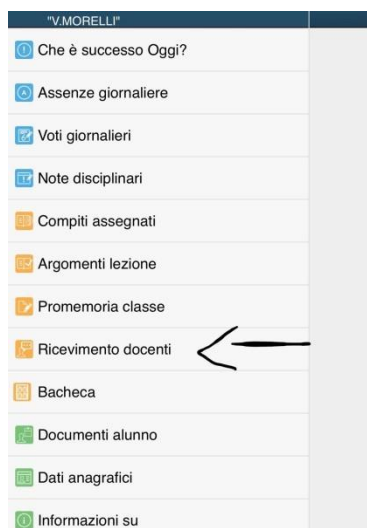 "V.MORELLI"
Che è successo Oggi?
Assenze giornaliere
Voti giornalieri
Note disciplinari
Compiti assegnati
Argomenti lezione
Promemoria classe
Ricevimento docenti
Bacheca
Documenti alunno
Dati anagrafici
Informazioni su